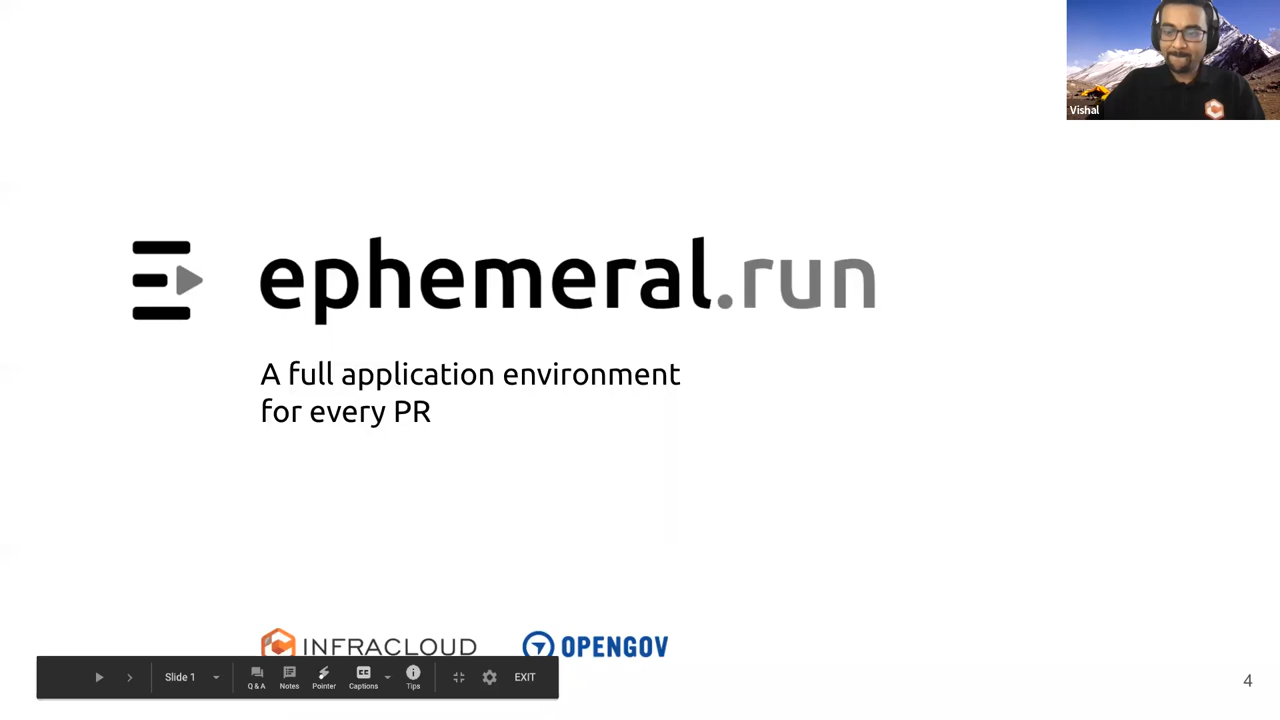 Vishal
ephemeral.run
A full application environment
for every PR
INFRACLOUD
OPENGOV
Slide 1
Q & A
Notes
Pointer
Captions
Tips
EXIT
4